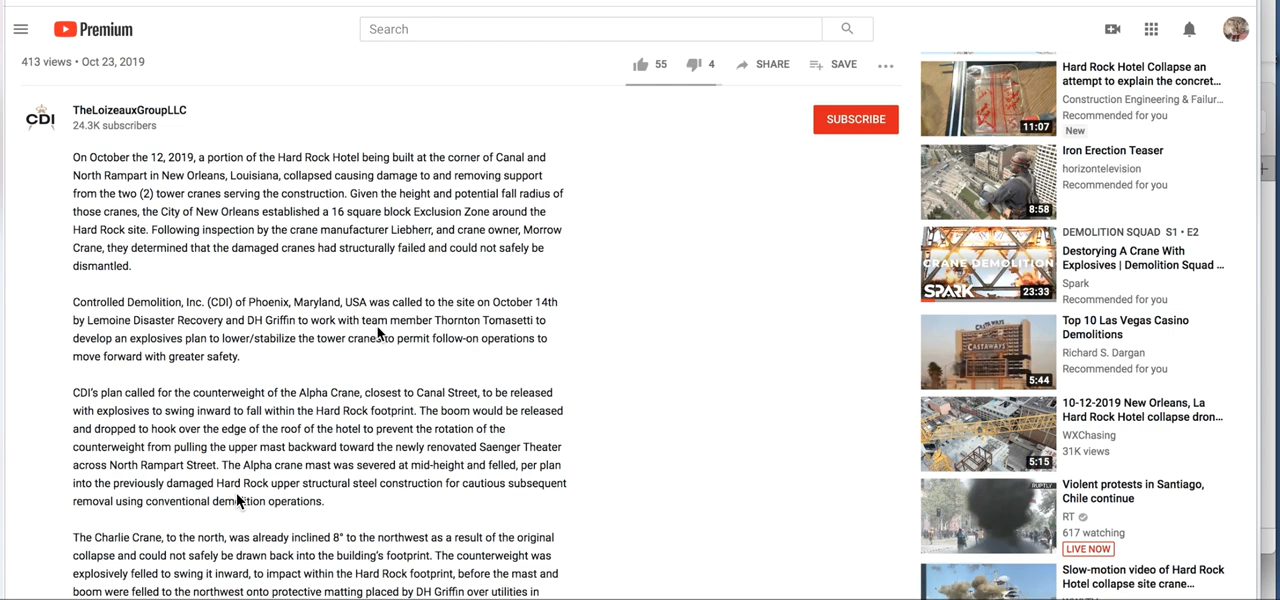 Premium
Search
413 views • Oct 23, 2019
55
4
SHARE
SAVE
CDI
TheLoizeauxGroupLLC
24.3K subscribers
SUBSCRIBE
On October the 12, 2019, a portion of the Hard Rock Hotel being built at the corner of Canal and
North Rampart in New Orleans, Louisiana, collapsed causing damage to and removing support
from the two (2) tower cranes serving the construction. Given the height and potential fall radius of
those cranes, the City of New Orleans established a 16 square block Exclusion Zone around the
Hard Rock site. Following inspection by the crane manufacturer Liebherr, and crane owner, Morrow
Crane, they determined that the damaged cranes had structurally failed and could not safely be
dismantled.
Controlled Demolition, Inc. (CDI) of Phoenix, Maryland, USA was called to the site on October 14th
by Lemoine Disaster Recovery and DH Griffin to work with team member Thornton Tomasetti to
develop an explosives plan to lower/stabilize the tower cranes to permit follow-on operations to
move forward with greater safety.
CDI's plan called for the counterweight of the Alpha Crane, closest to Canal Street, to be released
with explosives to swing inward to fall within the Hard Rock footprint. The boom would be released
and dropped to hook over the edge of the roof of the hotel to prevent the rotation of the
counterweight from pulling the upper mast backward toward the newly renovated Saenger Theater
across North Rampart Street. The Alpha crane mast was severed at mid-height and felled, per plan
into the previously damaged Hard Rock upper structural steel construction for cautious subsequent
removal using conventional demolition operations.
The Charlie Crane, to the north, was already inclined 8° to the northwest as a result of the original
collapse and could not safely be drawn back into the building's footprint. The counterweight was
explosively felled to swing it inward, to impact within the Hard Rock footprint, before the mast and
boom were felled to the northwest onto protective matting placed by DH Griffin over utilities in
11:07
Hard Rock Hotel Collapse an
attempt to explain the concret...
Construction Engineering & Failur...
Recommended for you
New
8:58
Iron Erection Teaser
horizontelevision
Recommended for you
CRANE DEMOLITION
SPARK
23:33
DEMOLITION SQUAD S1 • E2
Destorying A Crane With
Explosives | Demolition Squad ...
Spark
Recommended for you
CASTAWAYS
5:44
Top 10 Las Vegas Casino
Demolitions
Richard S. Dargan
Recommended for you
5:15
10-12-2019 New Orleans, La
Hard Rock Hotel collapse dron...
WXChasing
31K views
RUPTLY
Violent protests in Santiago,
Chile continue
RT
617 watching
LIVE NOW
Slow-motion video of Hard Rock
Hotel collapse site crane...